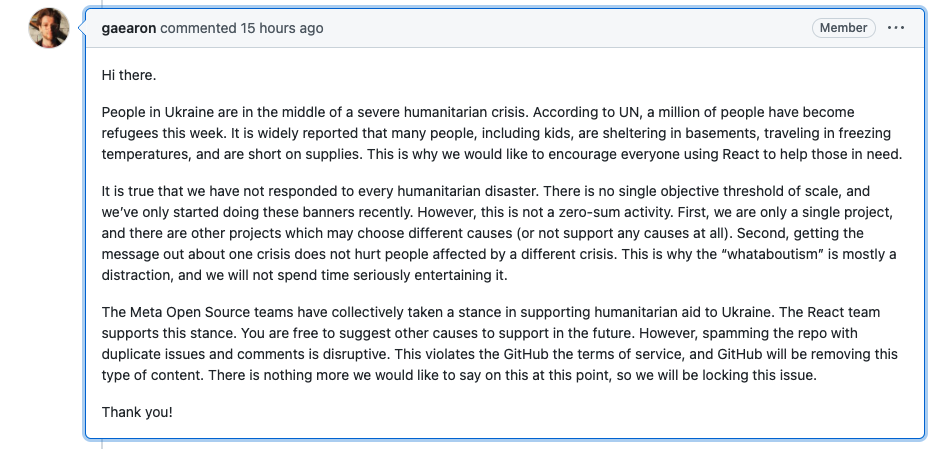 gaearon commented 15 hours ago
Member
Hi there.
People in Ukraine are in the middle of a severe humanitarian crisis. According to UN, a million of people have become
refugees this week. It is widely reported that many people, including kids, are sheltering in basements, traveling in freezing
temperatures, and are short on supplies. This is why we would like to encourage everyone using React to help those in need.
It is true that we have not responded to every humanitarian disaster. There is no single objective threshold of scale, and
we’ve only started doing these banners recently. However, this is not a zero-sum activity. First, we are only a single project,
and there are other projects which may choose different causes (or not support any causes at all). Second, getting the
message out about one crisis does not hurt people affected by a different crisis. This is why the “whataboutism” is mostly a
distraction, and we will not spend time seriously entertaining it.
The Meta Open Source teams have collectively taken a stance in supporting humanitarian aid to Ukraine. The React team
supports this stance. You are free to suggest other causes to support in the future. However, spamming the repo with
duplicate issues and comments is disruptive. This violates the GitHub the terms of service, and GitHub will be removing this
type of content. There is nothing more we would like to say on this at this point, so we will be locking this issue.
Thank you!